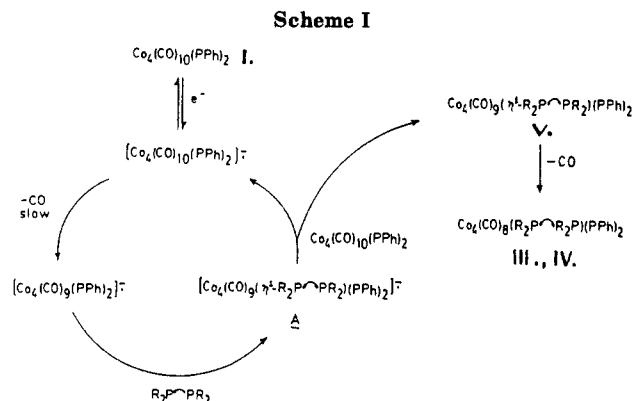 Scheme I
Co₄(CO)₁₀(PPh)₂ I.
e⁻
[Co₄(CO)₁₀(PPh)₂]⁻·
-CO
slow
[Co₄(CO)₉(PPh)₂]⁻·
R₂P⌒PR₂
[Co₄(CO)₉(η¹-R₂P⌒PR₂)(PPh)₂]⁻·
A
Co₄(CO)₁₀(PPh)₂
Co₄(CO)₉(η¹-R₂P⌒PR₂)(PPh)₂
V.
-CO
Co₄(CO)₈(R₂P⌒R₂P)(PPh)₂
III., IV.